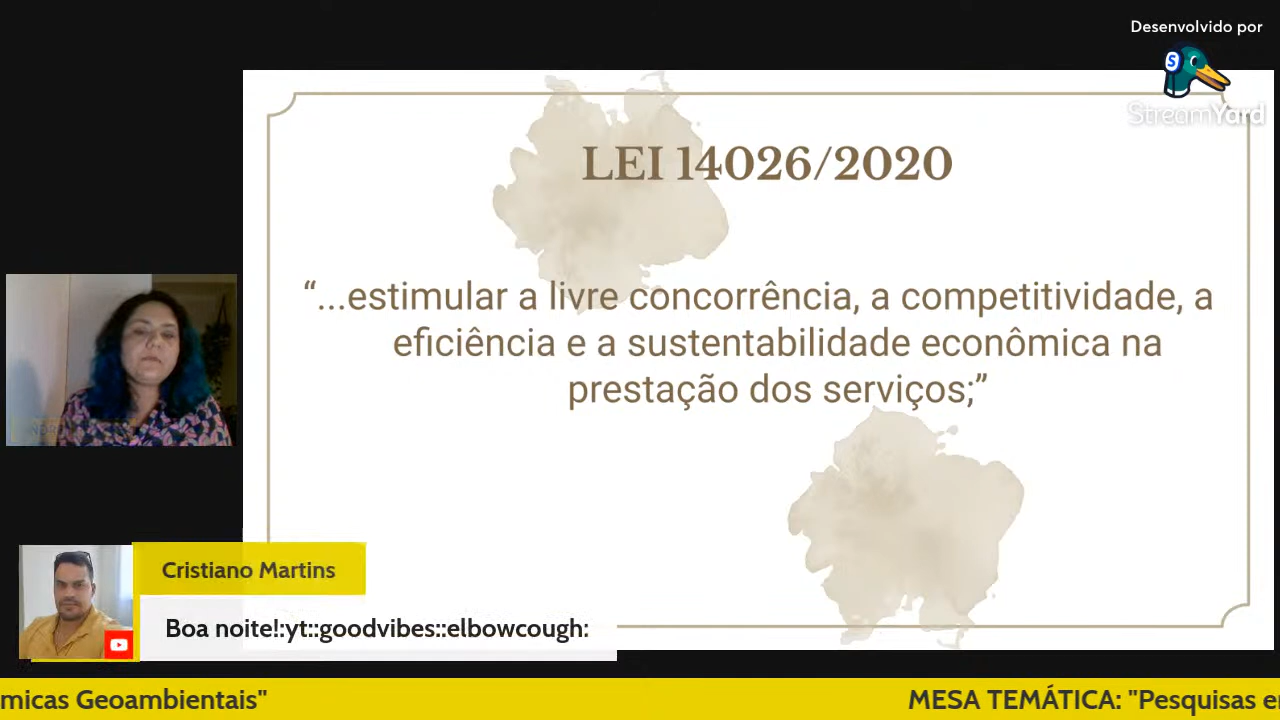 Desenvolvido por
StreamYard
LEI 14026/2020
“...estimular a livre concorrência, a competitividade, a
eficiência e a sustentabilidade econômica na
prestação dos serviços;”
Cristiano Martins
Boa noite!:yt::goodvibes::elbowcough:
micas Geoambientais"
MESA TEMÁTICA: "Pesquisas e